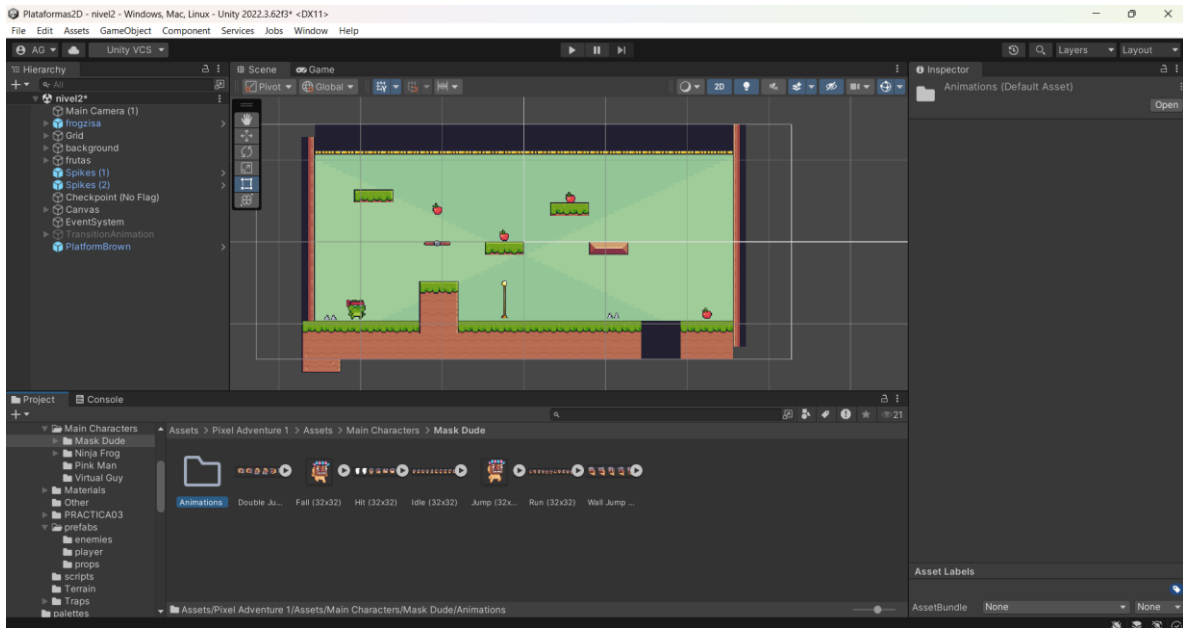 Plataformas2D - nivel2 - Windows, Mac, Linux - Unity 2022.3.62f3* <DX11>
File Edit Assets GameObject Component Services Jobs Window Help
AG Unity VCS Layers Layout
Hierarchy Scene Game Inspector
All Pivot Global 2D Animations (Default Asset)
Open
nivel2*
Main Camera (1)
frogzisa
Grid
background
frutas
Spikes (1)
Spikes (2)
Checkpoint (No Flag)
Canvas
EventSystem
TransitionAnimation
PlatformBrown
Project Console
21
Main Characters
Mask Dude
Ninja Frog
Pink Man
Virtual Guy
Materials
Other
PRACTICA03
prefabs
enemies
player
props
scripts
Terrain
Traps
palettes
Assets > Pixel Adventure 1 > Assets > Main Characters > Mask Dude
Animations Double Ju... Fall (32x32) Hit (32x32) Idle (32x32) Jump (32x... Run (32x32) Wall Jump ...
Assets/Pixel Adventure 1/Assets/Main Characters/Mask Dude/Animations
Asset Labels
AssetBundle None None